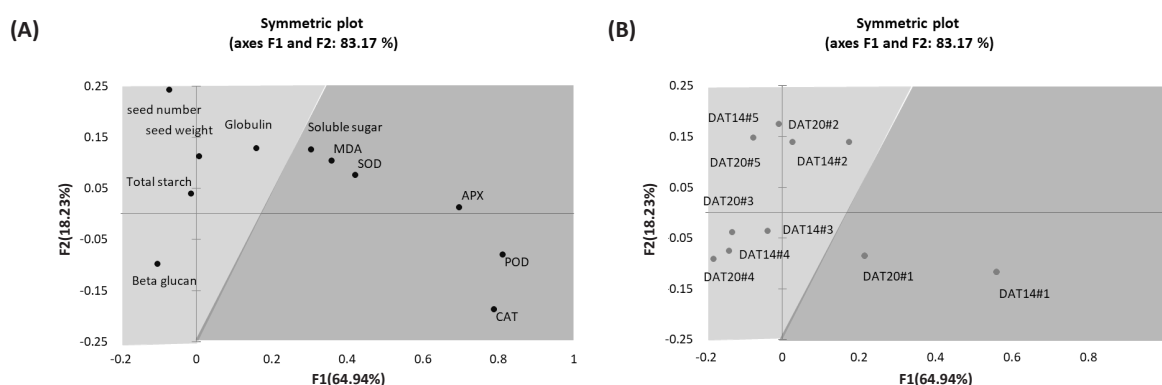 (A)
Symmetric plot
(axes F1 and F2: 83.17 %)
F2(18.23%)
0.25
0.15
0.05
-0.05
-0.15
-0.25
seed number
seed weight
Globulin
Soluble sugar
MDA
SOD
Total starch
APX
Beta glucan
POD
CAT
-0.2
0
0.2
0.4
0.6
0.8
1
F1(64.94%)
(B)
Symmetric plot
(axes F1 and F2: 83.17 %)
F2(18.23%)
0.25
0.15
0.05
-0.05
-0.15
-0.25
DAT14#5
DAT20#2
DAT20#5
DAT14#2
DAT20#3
DAT14#3
DAT14#4
DAT20#4
DAT20#1
DAT14#1
-0.2
0
0.2
0.4
0.6
0.8
F1(64.94%)